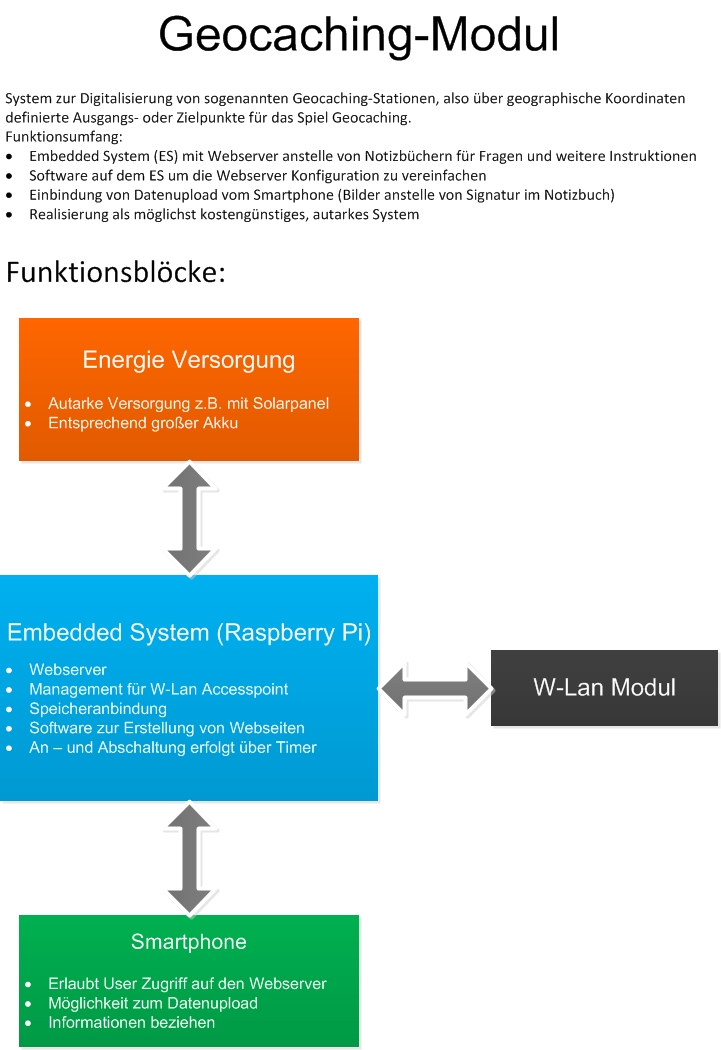 Geocaching-Modul
System zur Digitalisierung von sogenannten Geocaching-Stationen, also über geographische Koordinaten
definierte Ausgangs- oder Zielpunkte für das Spiel Geocaching.
Funktionsumfang:
• Embedded System (ES) mit Webserver anstelle von Notizbüchern für Fragen und weitere Instruktionen
• Software auf dem ES um die Webserver Konfiguration zu vereinfachen
• Einbindung von Datenupload vom Smartphone (Bilder anstelle von Signatur im Notizbuch)
• Realisierung als möglichst kostengünstiges, autarkes System
Funktionsblöcke:
Energie Versorgung
• Autarke Versorgung z.B. mit Solarpanel
• Entsprechend großer Akku
Embedded System (Raspberry Pi)
• Webserver
• Management für W-Lan Accesspoint
• Speicheranbindung
• Software zur Erstellung von Webseiten
• An – und Abschaltung erfolgt über Timer
W-Lan Modul
Smartphone
• Erlaubt User Zugriff auf den Webserver
• Möglichkeit zum Datenupload
• Informationen beziehen